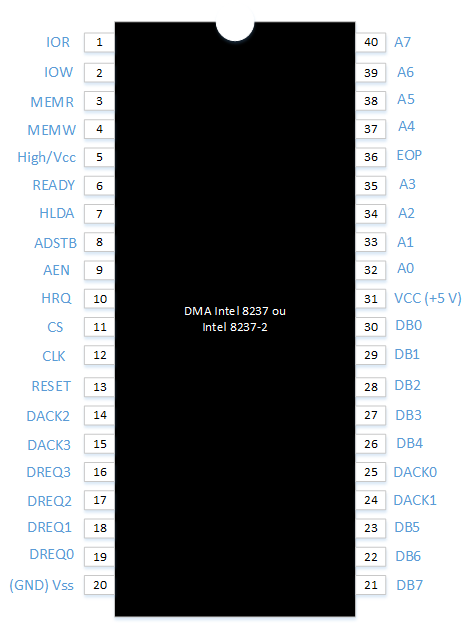 IOR 1 40 A7
IOW 2 39 A6
MEMR 3 38 A5
MEMW 4 37 A4
High/Vcc 5 36 EOP
READY 6 35 A3
HLDA 7 34 A2
ADSTB 8 33 A1
AEN 9 32 A0
HRQ 10 31 VCC (+5 V)
DMA Intel 8237 ou
Intel 8237-2
CS 11 30 DB0
CLK 12 29 DB1
RESET 13 28 DB2
DACK2 14 27 DB3
DACK3 15 26 DB4
DREQ3 16 25 DACK0
DREQ2 17 24 DACK1
DREQ1 18 23 DB5
DREQ0 19 22 DB6
(GND) Vss 20 21 DB7